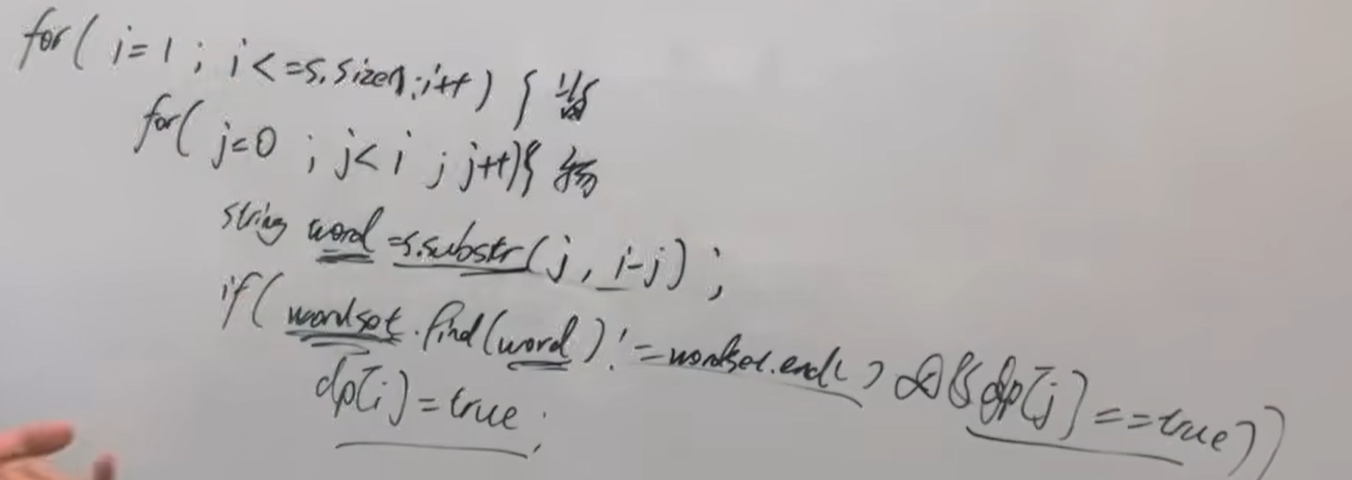 for( i=1 ; i<=s.size();i++) { 背包
for( j=0 ; j< i ; j++){ 物
string word =s.substr(j, i-j) ;
if( wordset.find(word) != wordset.end() && dp[j]==true))
dp[i]=true;